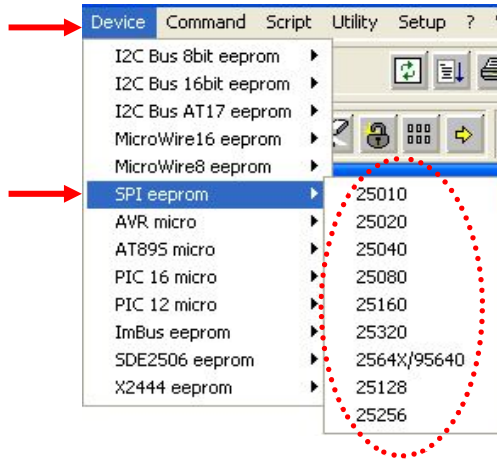 Device Command Script Utility Setup ?
I2C Bus 8bit eeprom
I2C Bus 16bit eeprom
I2C Bus AT17 eeprom
MicroWire16 eeprom
MicroWire8 eeprom
SPI eeprom
AVR micro
AT89S micro
PIC 16 micro
PIC 12 micro
ImBus eeprom
SDE2506 eeprom
X2444 eeprom
25010
25020
25040
25080
25160
25320
2564X/95640
25128
25256